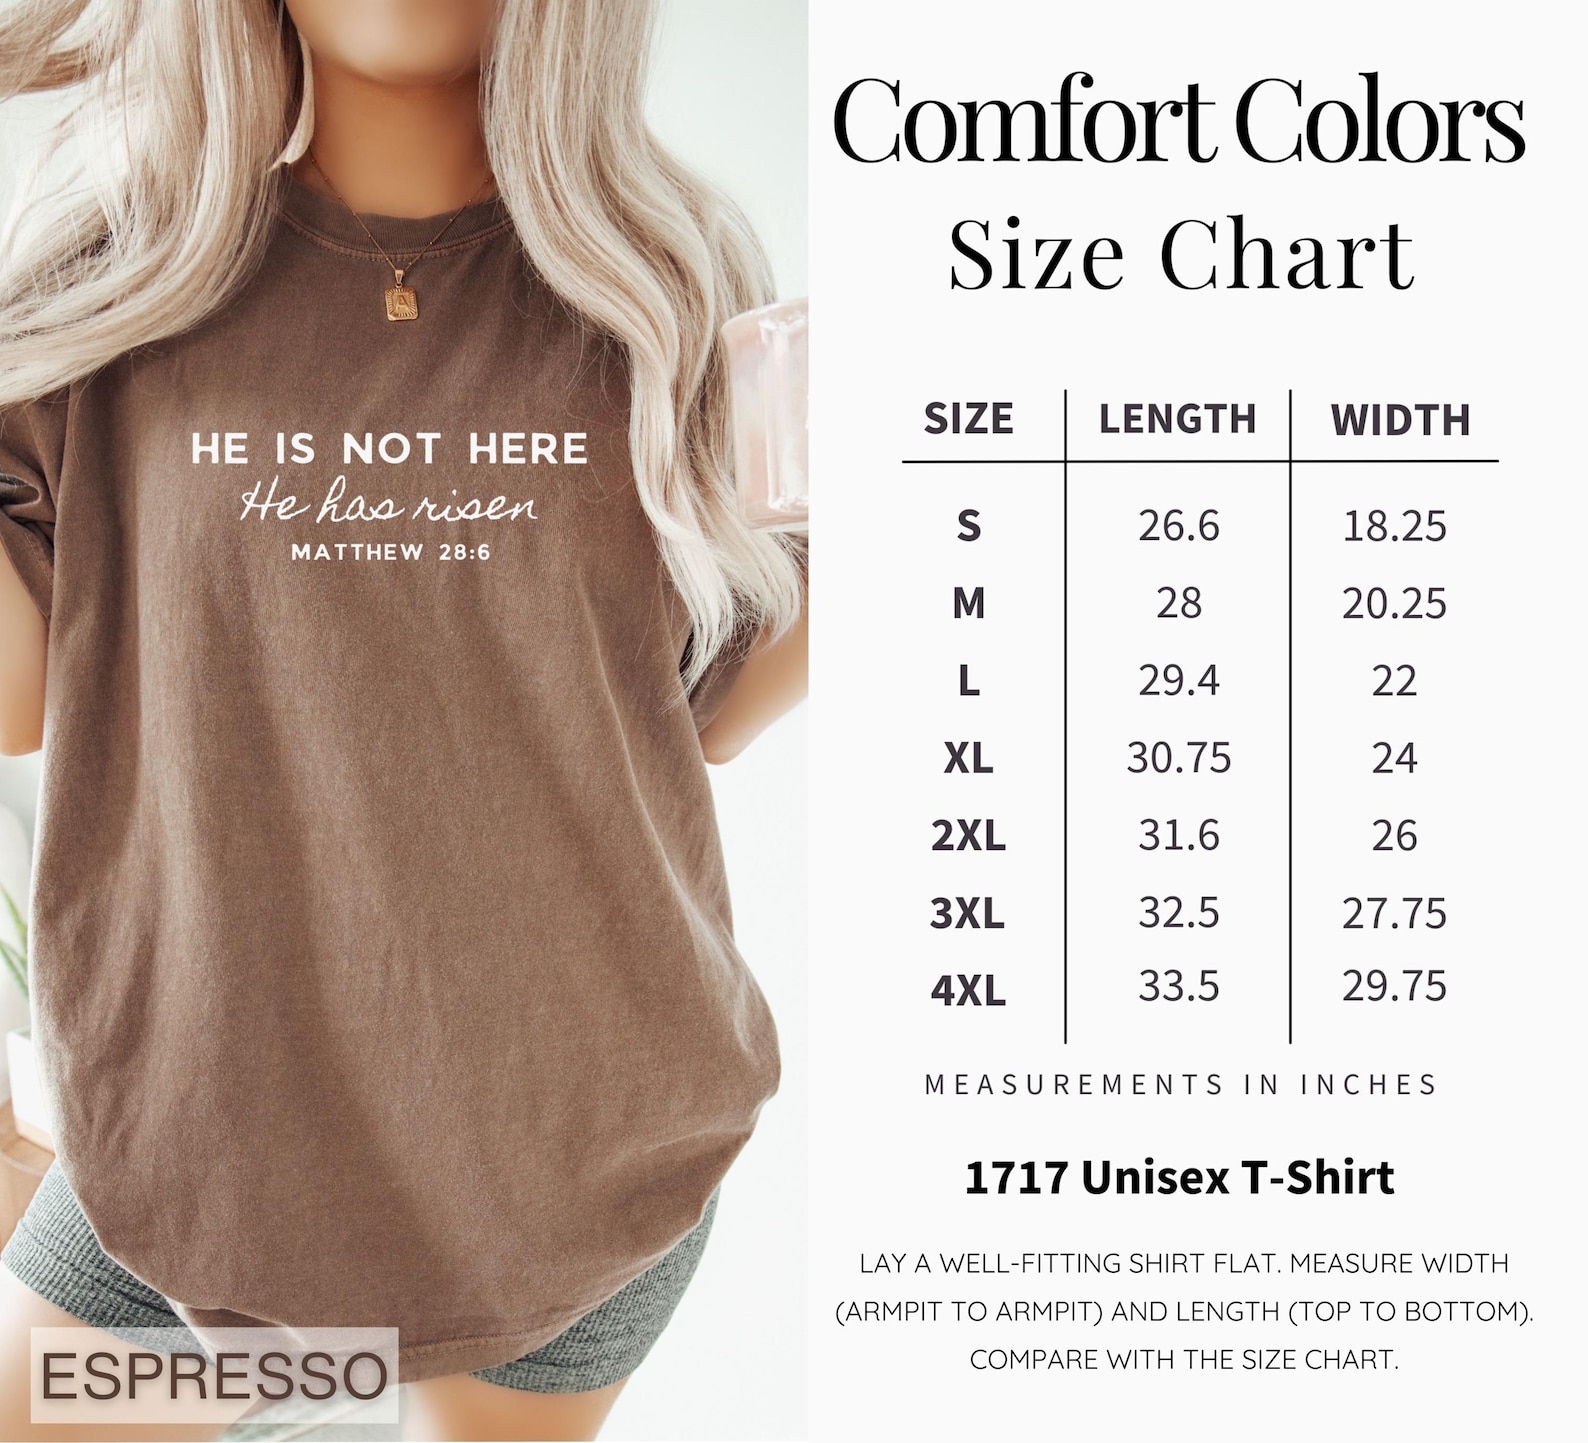 HE IS NOT HERE
He has risen
MATTHEW 28:6
A
ESPRESSO
Comfort Colors
Size Chart
SIZE LENGTH WIDTH
S 26.6 18.25
M 28 20.25
L 29.4 22
XL 30.75 24
2XL 31.6 26
3XL 32.5 27.75
4XL 33.5 29.75
MEASUREMENTS IN INCHES
1717 Unisex T-Shirt
LAY A WELL-FITTING SHIRT FLAT. MEASURE WIDTH
(ARMPIT TO ARMPIT) AND LENGTH (TOP TO BOTTOM).
COMPARE WITH THE SIZE CHART.